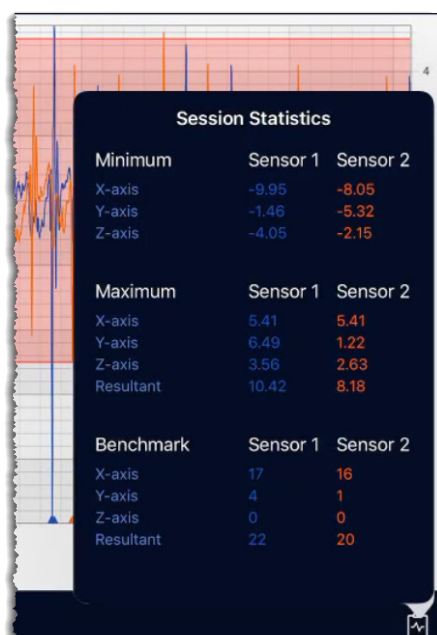 4
Session Statistics
Minimum Sensor 1 Sensor 2
X-axis -9.95 -8.05
Y-axis -1.46 -5.32
Z-axis -4.05 -2.15
Maximum Sensor 1 Sensor 2
X-axis 5.41 5.41
Y-axis 6.49 1.22
Z-axis 3.56 2.63
Resultant 10.42 8.18
Benchmark Sensor 1 Sensor 2
X-axis 17 16
Y-axis 4 1
Z-axis 0 0
Resultant 22 20